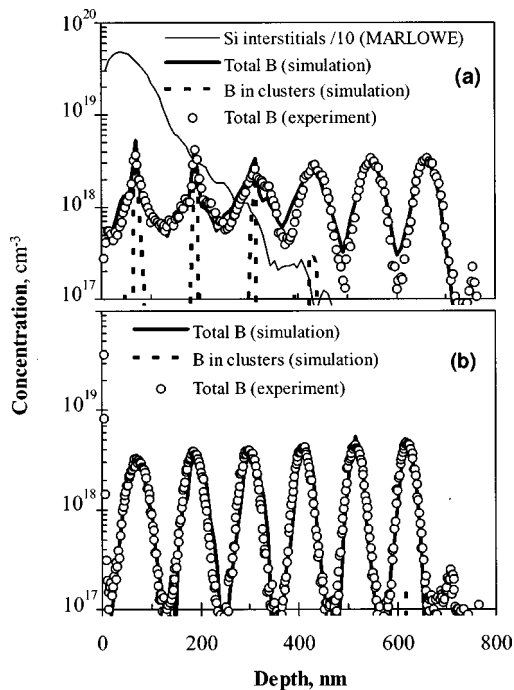 10^20
10^19
10^18
10^17
Si interstitials /10 (MARLOWE)
Total B (simulation)
(a)
B in clusters (simulation)
Total B (experiment)
Concentration, cm^-3
Total B (simulation)
B in clusters (simulation)
(b)
Total B (experiment)
10^19
10^18
10^17
0 200 400 600 800
Depth, nm